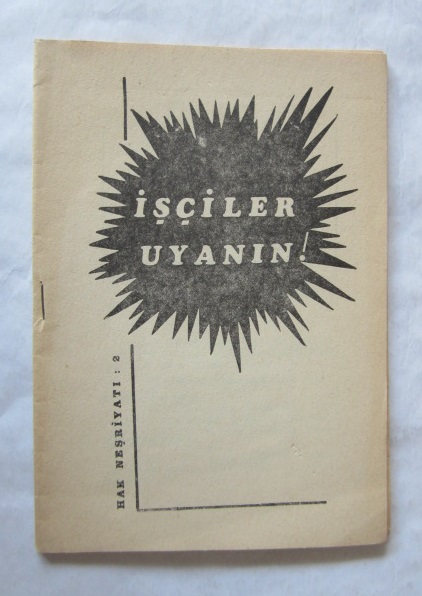 İŞÇİLER
UYANIN!
HAK NEŞRİYATI : 2